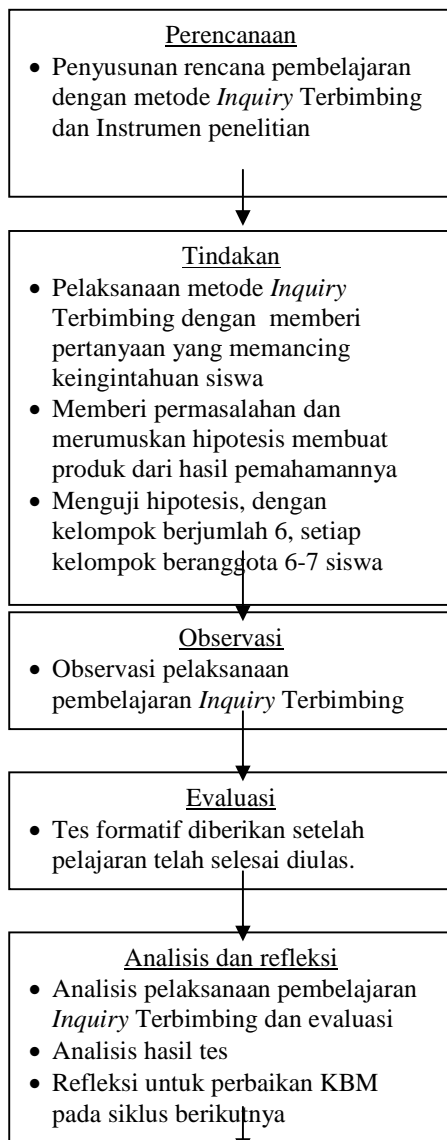 Perencanaan
• Penyusunan rencana pembelajaran
dengan metode Inquiry Terbimbing
dan Instrumen penelitian
Tindakan
• Pelaksanaan metode Inquiry
Terbimbing dengan memberi
pertanyaan yang memancing
keingintahuan siswa
• Memberi permasalahan dan
merumuskan hipotesis membuat
produk dari hasil pemahamannya
• Menguji hipotesis, dengan
kelompok berjumlah 6, setiap
kelompok beranggota 6-7 siswa
Observasi
• Observasi pelaksanaan
pembelajaran Inquiry Terbimbing
Evaluasi
• Tes formatif diberikan setelah
pelajaran telah selesai diulas.
Analisis dan refleksi
• Analisis pelaksanaan pembelajaran
Inquiry Terbimbing dan evaluasi
• Analisis hasil tes
• Refleksi untuk perbaikan KBM
pada siklus berikutnya